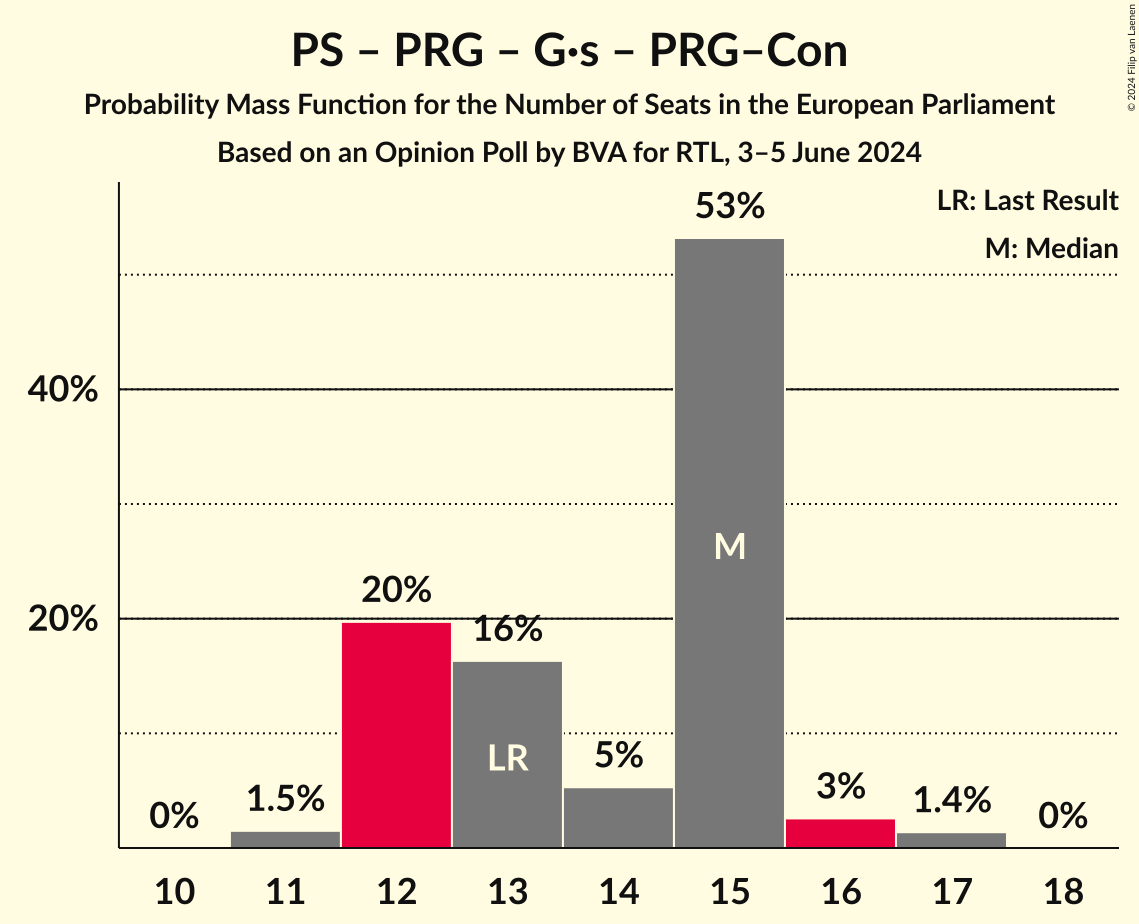 PS – PRG – G·s – PRG–Con
Probability Mass Function for the Number of Seats in the European Parliament
Based on an Opinion Poll by BVA for RTL, 3–5 June 2024
© 2024 Filip van Laenen
LR: Last Result
M: Median
53%
40%
M
20%
20%
16%
LR
5%
3%
1.5%
1.4%
0%
0%
10 11 12 13 14 15 16 17 18